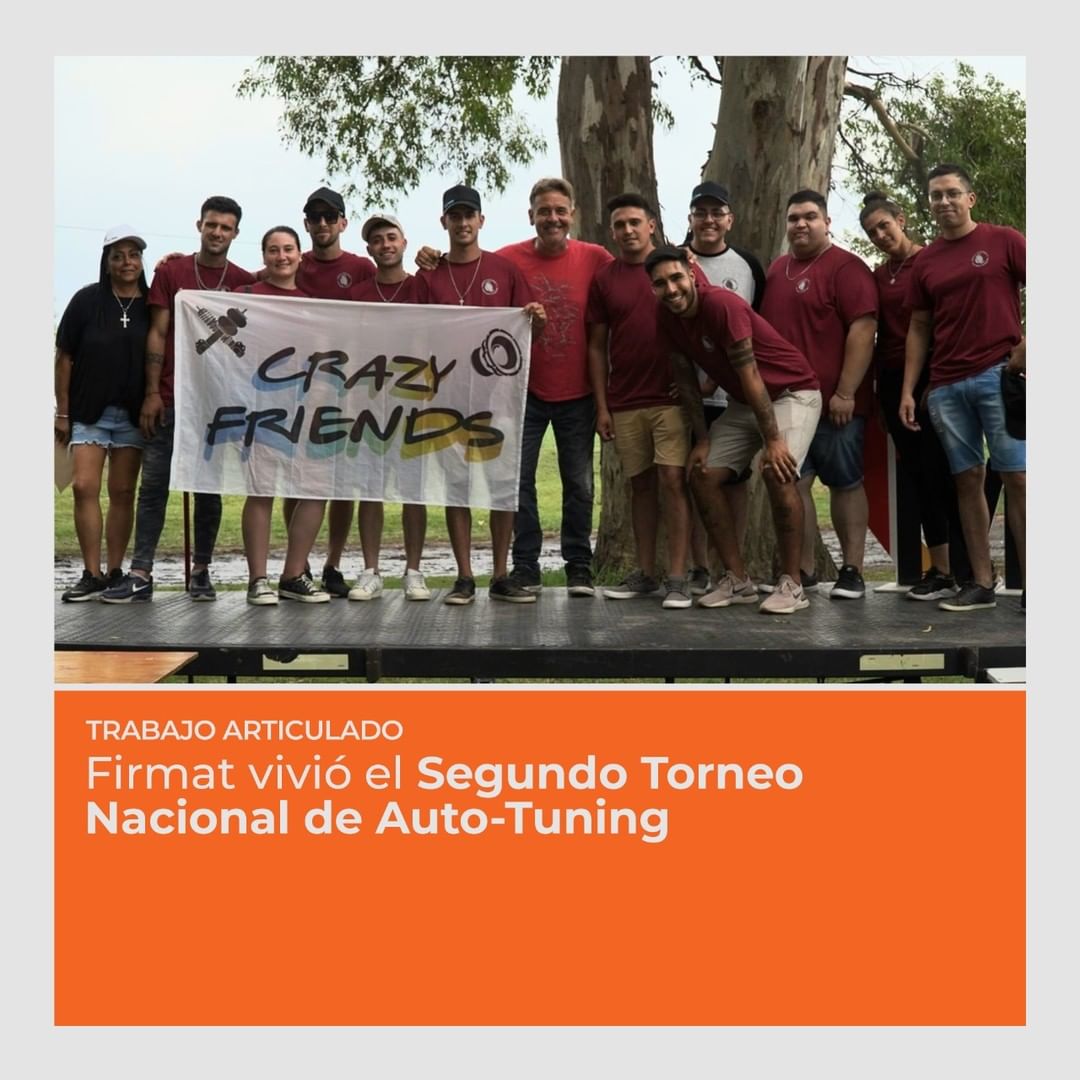 CRAZY
FRIENDS
TRABAJO ARTICULADO
Firmat vivió el Segundo Torneo
Nacional de Auto-Tuning